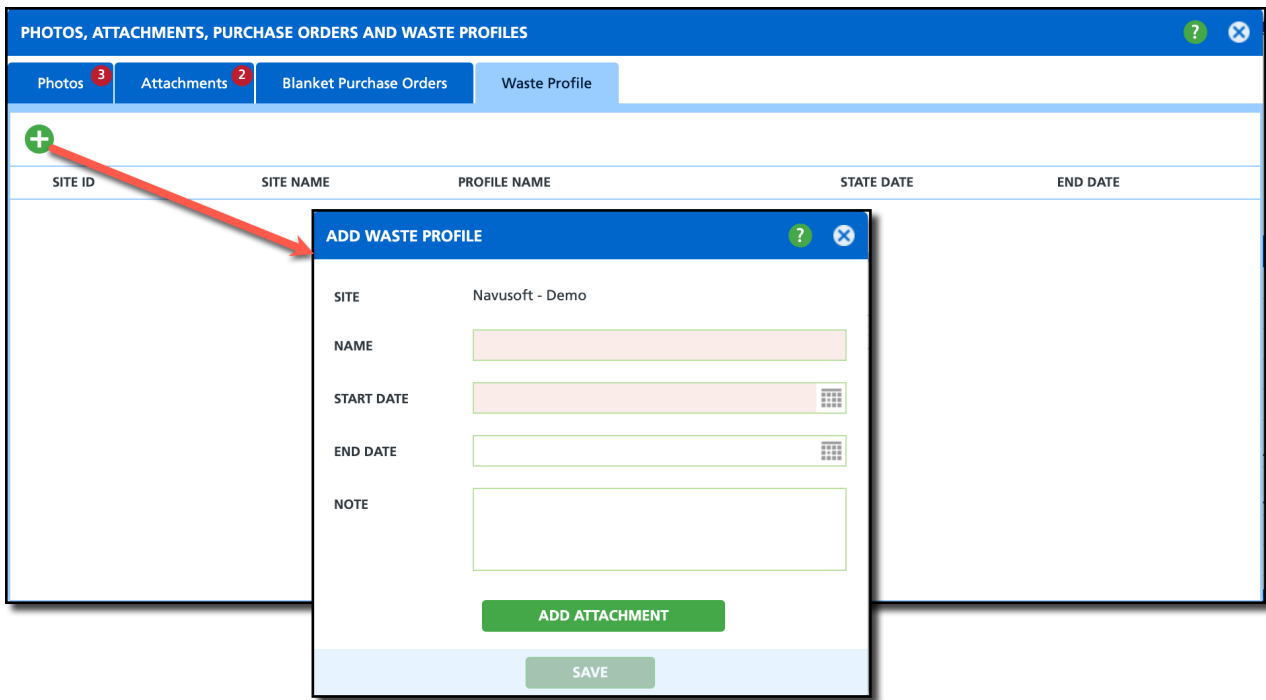 PHOTOS, ATTACHMENTS, PURCHASE ORDERS AND WASTE PROFILES ?
Photos 3 Attachments 2 Blanket Purchase Orders Waste Profile
SITE ID SITE NAME PROFILE NAME STATE DATE END DATE
ADD WASTE PROFILE ?
SITE Navusoft - Demo
NAME
START DATE
END DATE
NOTE
ADD ATTACHMENT
SAVE